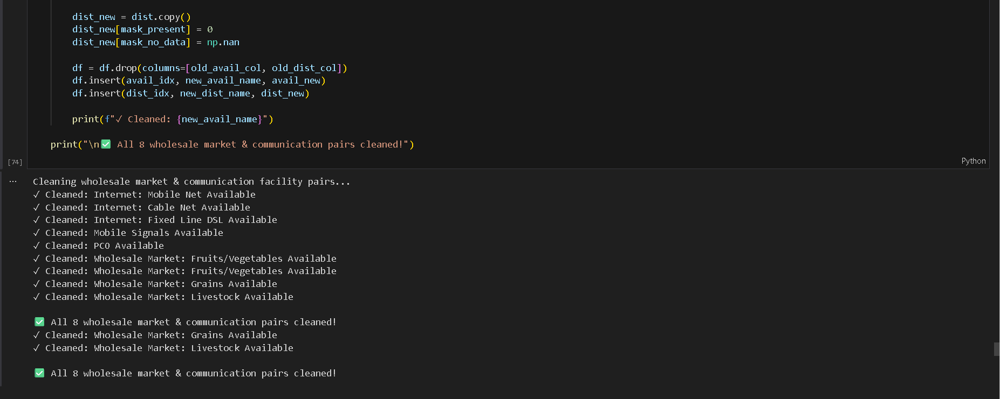 dist_new = dist.copy()
dist_new[mask_present] = 0
dist_new[mask_no_data] = np.nan
df = df.drop(columns=[old_avail_col, old_dist_col])
df.insert(avail_idx, new_avail_name, avail_new)
df.insert(dist_idx, new_dist_name, dist_new)
print(f"✓ Cleaned: {new_avail_name}")
print("\n✅ All 8 wholesale market & communication pairs cleaned!")
[74]
Python
... Cleaning wholesale market & communication facility pairs...
✓ Cleaned: Internet: Mobile Net Available
✓ Cleaned: Internet: Cable Net Available
✓ Cleaned: Internet: Fixed Line DSL Available
✓ Cleaned: Mobile Signals Available
✓ Cleaned: PCO Available
✓ Cleaned: Wholesale Market: Fruits/Vegetables Available
✓ Cleaned: Wholesale Market: Fruits/Vegetables Available
✓ Cleaned: Wholesale Market: Grains Available
✓ Cleaned: Wholesale Market: Livestock Available
✅ All 8 wholesale market & communication pairs cleaned!
✓ Cleaned: Wholesale Market: Grains Available
✓ Cleaned: Wholesale Market: Livestock Available
✅ All 8 wholesale market & communication pairs cleaned!